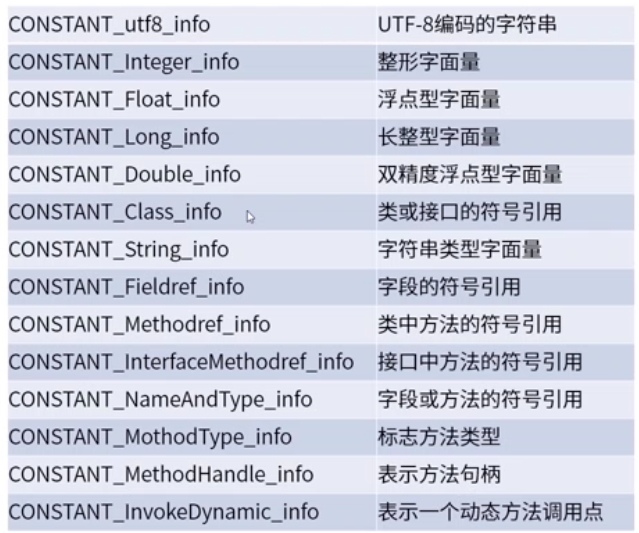 CONSTANT_utf8_info UTF-8编码的字符串
CONSTANT_Integer_info 整形字面量
CONSTANT_Float_info 浮点型字面量
CONSTANT_Long_info 长整型字面量
CONSTANT_Double_info 双精度浮点型字面量
CONSTANT_Class_info 类或接口的符号引用
CONSTANT_String_info 字符串类型字面量
CONSTANT_Fieldref_info 字段的符号引用
CONSTANT_Methodref_info 类中方法的符号引用
CONSTANT_InterfaceMethodref_info 接口中方法的符号引用
CONSTANT_NameAndType_info 字段或方法的符号引用
CONSTANT_MothodType_info 标志方法类型
CONSTANT_MethodHandle_info 表示方法句柄
CONSTANT_InvokeDynamic_info 表示一个动态方法调用点